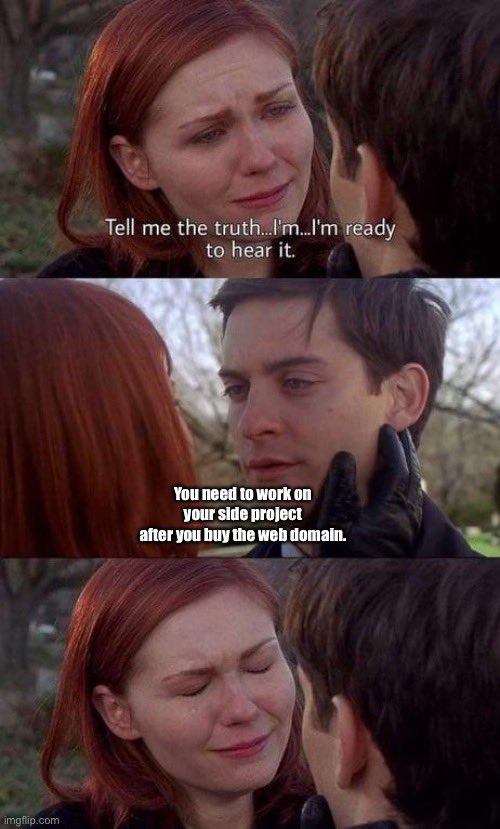 Tell me the truth...I'm...I'm ready
to hear it.
You need to work on
your side project
after you buy the web domain.
imgflip.com